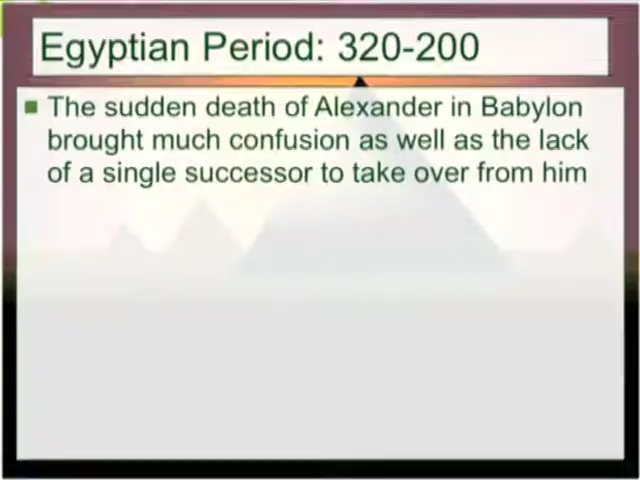 Egyptian Period: 320-200
The sudden death of Alexander in Babylon
brought much confusion as well as the lack
of a single successor to take over from him